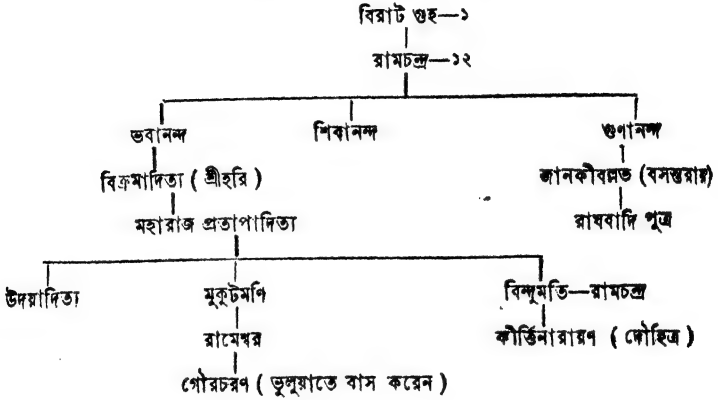 বিরাট গুহ—১
রামচন্দ্র—১২
ভবানন্দ শিবানন্দ গুণানন্দ
বিক্রমাদিত্য ( শ্রীহরি ) জানকীবল্লভ (বসন্তরায়)
মহারাজ প্রতাপাদিত্য রাঘবাদি পুত্র
উদয়াদিত্য মুকুটমণি বিন্দুমতি—রামচন্দ্র
রামেশ্বর কীর্ত্তিনারায়ণ ( দৌহিত্র )
গৌরচরণ ( ভুলুয়াতে বাস করেন )